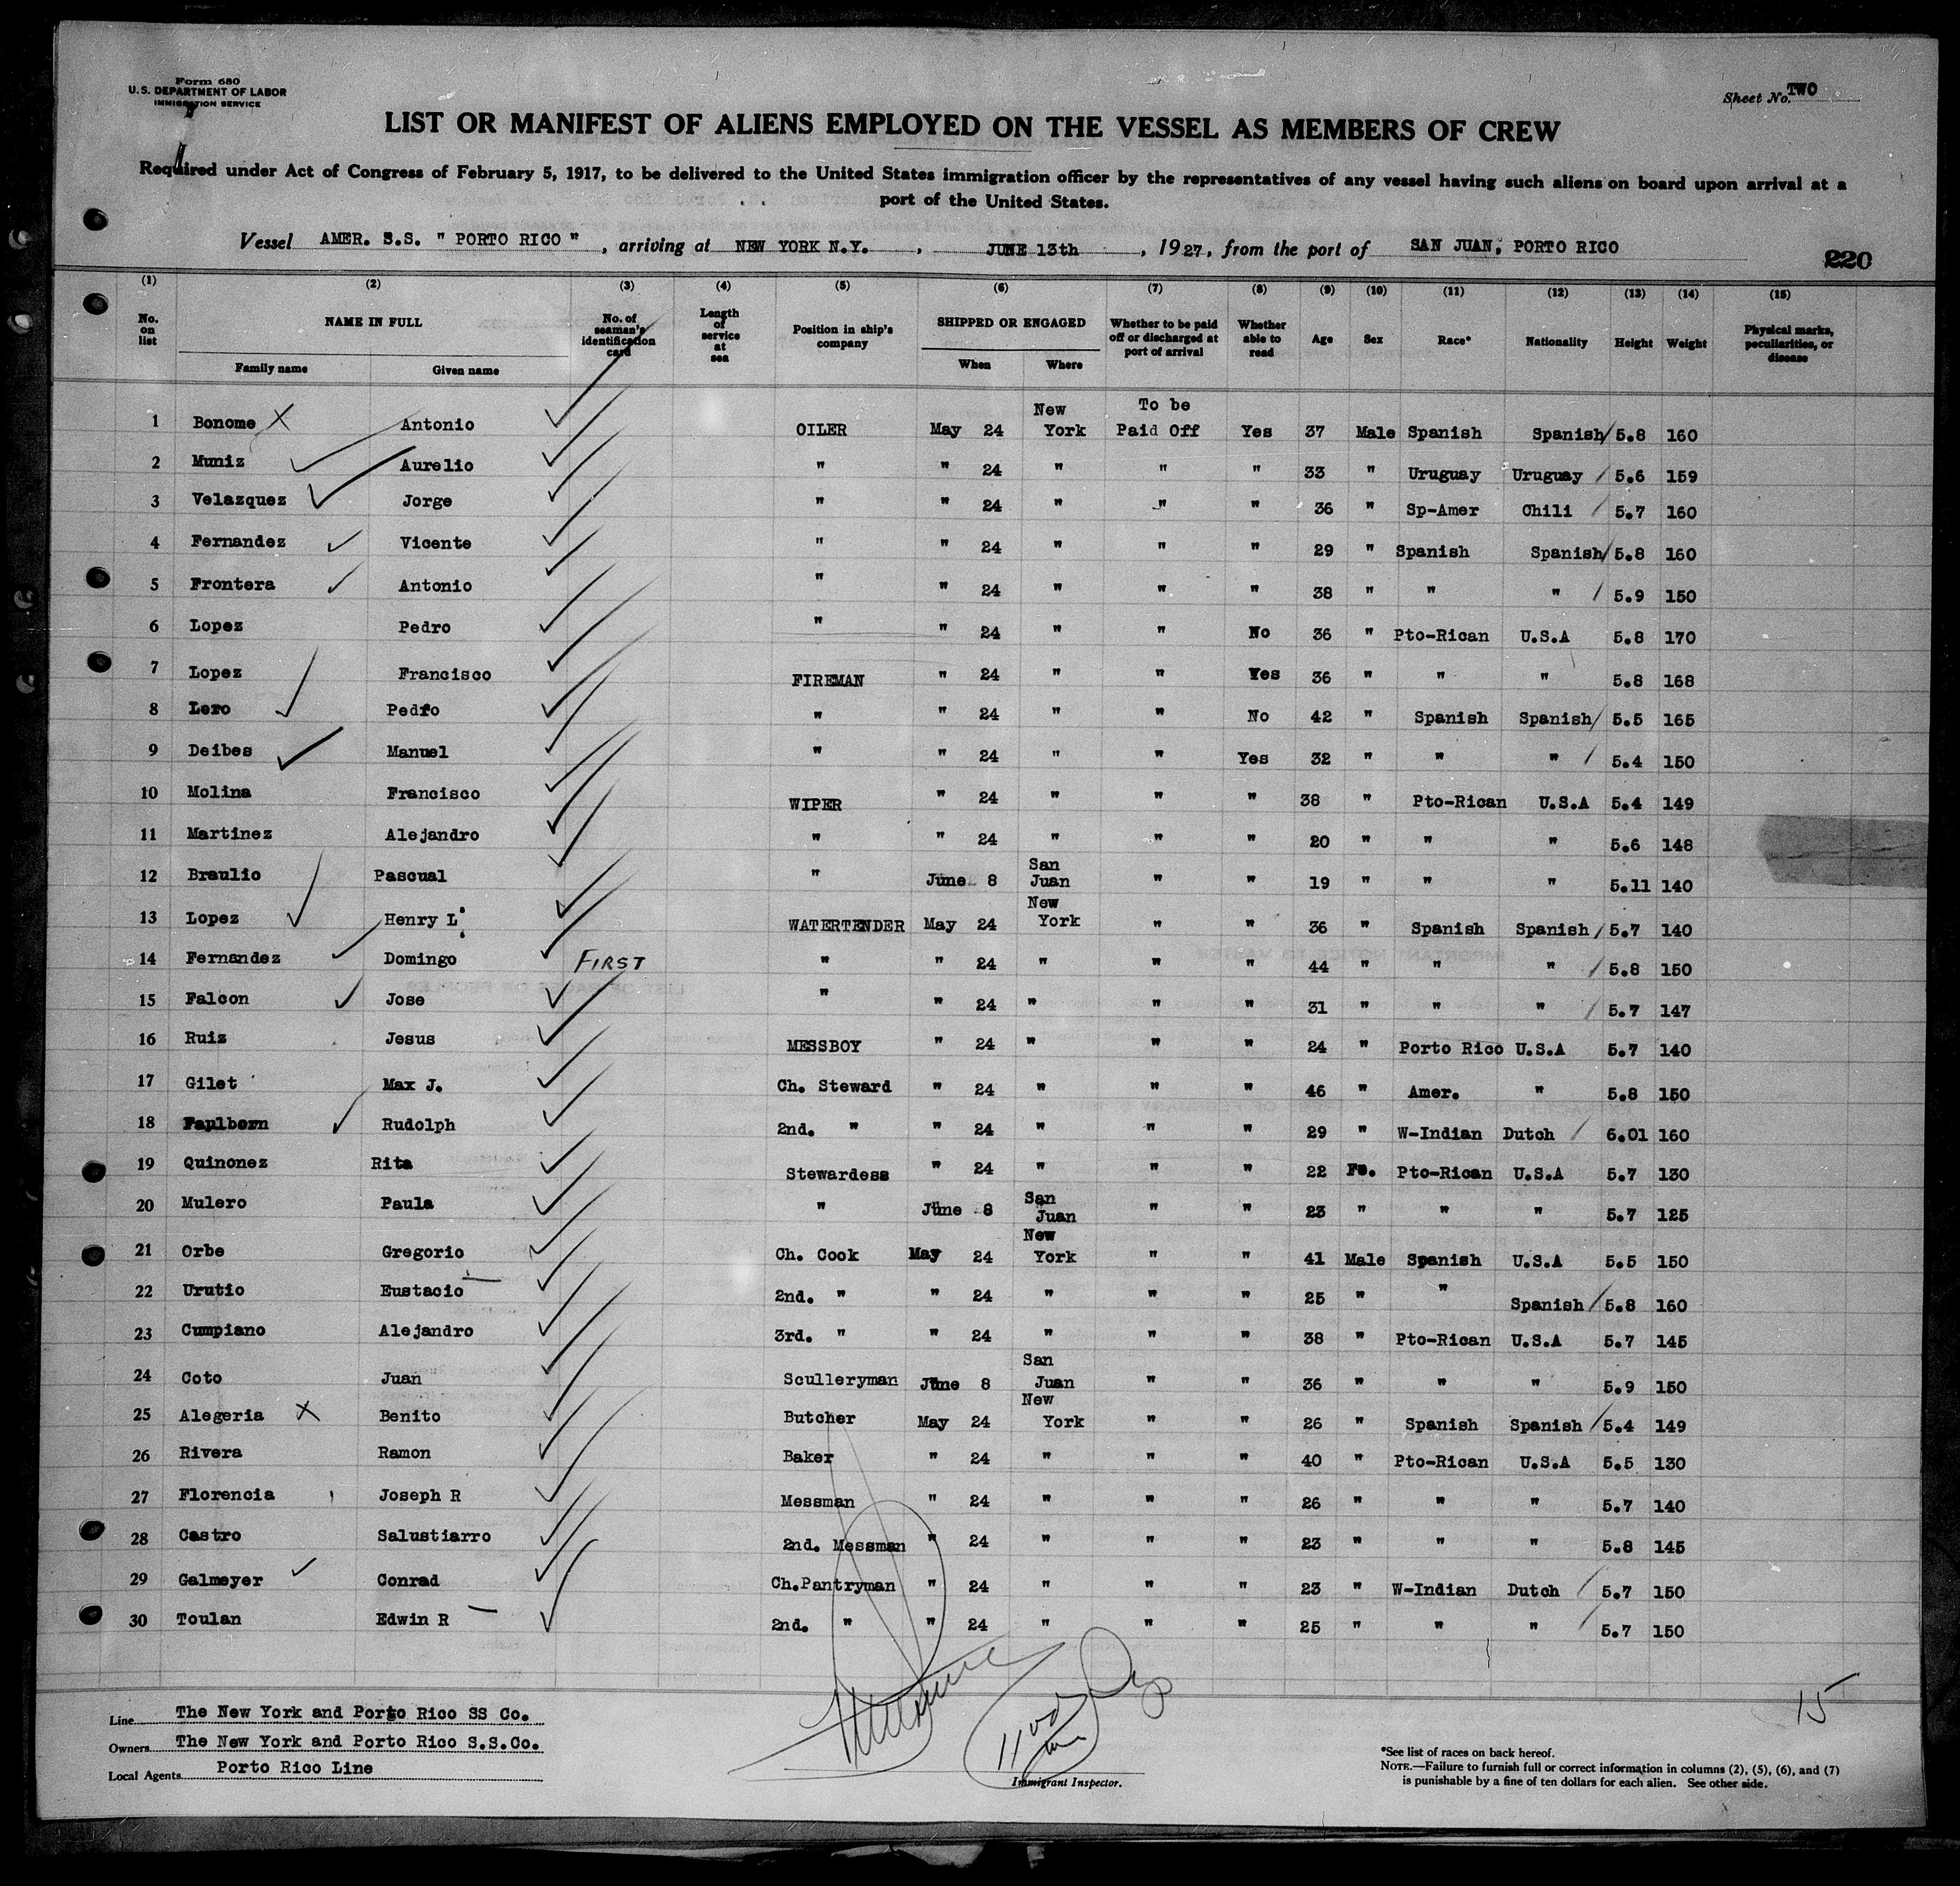 Form 680
U.S. DEPARTMENT OF LABOR
IMMIGRATION SERVICE
Sheet No. TWO
LIST OR MANIFEST OF ALIENS EMPLOYED ON THE VESSEL AS MEMBERS OF CREW
Required under Act of Congress of February 5, 1917, to be delivered to the United States immigration officer by the representatives of any vessel having such aliens on board upon arrival at a
port of the United States.
Vessel AMER. S.S. " PORTO RICO ", arriving at NEW YORK N.Y., JUNE 13th, 1927, from the port of SAN JUAN, PORTO RICO
220
(1) (2) (3) (4) (5) (6) (7) (8) (9) (10) (11) (12) (13) (14) (15)
No. on list NAME IN FULL Family name Given name No. of seaman's identification card Length of service at sea Position in ship's company SHIPPED OR ENGAGED When Where Whether to be paid off or discharged at port of arrival Whether able to read Age Sex Race* Nationality Height Weight Physical marks, peculiarities, or disease
1 Bonome X Antonio OILER May 24 New York To be Paid Off Yes 37 Male Spanish Spanish 5.8 160
2 Muniz Aurelio " " 24 " " " 33 " Uruguay Uruguay 5.6 159
3 Velazquez Jorge " " 24 " " " 36 " Sp-Amer Chili 5.7 160
4 Fernandez Vicente " " 24 " " " 29 " Spanish Spanish 5.8 160
5 Frontera Antonio " " 24 " " " 38 " " " 5.9 150
6 Lopez Pedro " " 24 " " No 36 " Pto-Rican U.S.A 5.8 170
7 Lopez Francisco FIREMAN " 24 " " Yes 36 " " " 5.8 168
8 Lero Pedro " " 24 " " No 42 " Spanish Spanish 5.5 165
9 Deibes Manuel " " 24 " " Yes 32 " " " 5.4 150
10 Molina Francisco WIPER " 24 " " " 38 " Pto-Rican U.S.A 5.4 149
11 Martinez Alejandro " " 24 " " " 20 " " " 5.6 148
12 Braulio Pascual " June 8 San Juan " " 19 " " " 5.11 140
13 Lopez Henry L WATERTENDER May 24 New York " " 36 " Spanish Spanish 5.7 140
14 Fernandez Domingo FIRST " " 24 " " " 44 " " " 5.8 150
15 Falcon Jose " " 24 " " " 31 " " " 5.7 147
16 Ruiz Jesus MESSBOY " 24 " " " 24 " Porto Rico U.S.A 5.7 140
17 Gilet Max J. Ch. Steward " 24 " " " 46 " Amer. " 5.8 150
18 Faplborn Rudolph 2nd. " " 24 " " " 29 " W-Indian Dutch 6.01 160
19 Quinonez Rita Stewardess " 24 " " " 22 Fe. Pto-Rican U.S.A 5.7 130
20 Mulero Paula " June 8 San Juan " " 23 " " " 5.7 125
21 Orbe Gregorio Ch. Cook May 24 New York " " 41 Male Spanish U.S.A 5.5 150
22 Urutio Eustacio 2nd. " " 24 " " " 25 " " Spanish 5.8 160
23 Cumpiano Alejandro 3rd. " " 24 " " " 38 " Pto-Rican U.S.A 5.7 145
24 Coto Juan Sculleryman June 8 San Juan " " 36 " " " 5.9 150
25 Alegeria X Benito Butcher May 24 New York " " 26 " Spanish Spanish 5.4 149
26 Rivera Ramon Baker " 24 " " " 40 " Pto-Rican U.S.A 5.5 130
27 Florencia Joseph R Messman " 24 " " " 26 " " " 5.7 140
28 Castro Salustiarro 2nd. Messman " 24 " " " 23 " " " 5.8 145
29 Galmeyer Conrad Ch.Pantryman " 24 " " " 23 " W-Indian Dutch 5.7 150
30 Toulan Edwin R 2nd. " " 24 " " " 25 " " " 5.7 150
15
Line The New York and Porto Rico SS Co.
Owners The New York and Porto Rico S.S.Co.
Local Agents Porto Rico Line
Immigrant Inspector.
*See list of races on back hereof.
NOTE.—Failure to furnish full or correct information in columns (2), (5), (6), and (7)
is punishable by a fine of ten dollars for each alien. See other side.